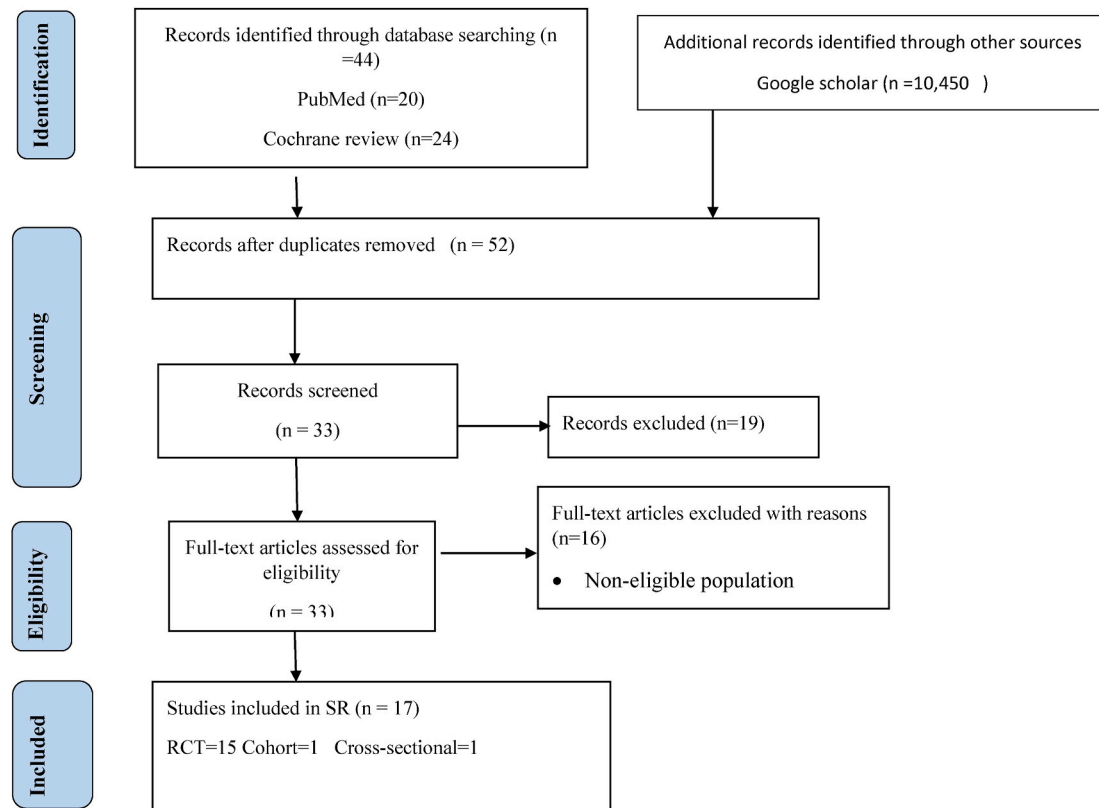 Identification
Records identified through database searching (n
=44)
PubMed (n=20)
Cochrane review (n=24)
Additional records identified through other sources
Google scholar (n =10,450 )
Screening
Records after duplicates removed (n = 52)
Records screened
(n = 33)
Records excluded (n=19)
Eligibility
Full-text articles assessed for
eligibility
(n = 33)
Full-text articles excluded with reasons
(n=16)
• Non-eligible population
Included
Studies included in SR (n = 17)
RCT=15 Cohort=1 Cross-sectional=1